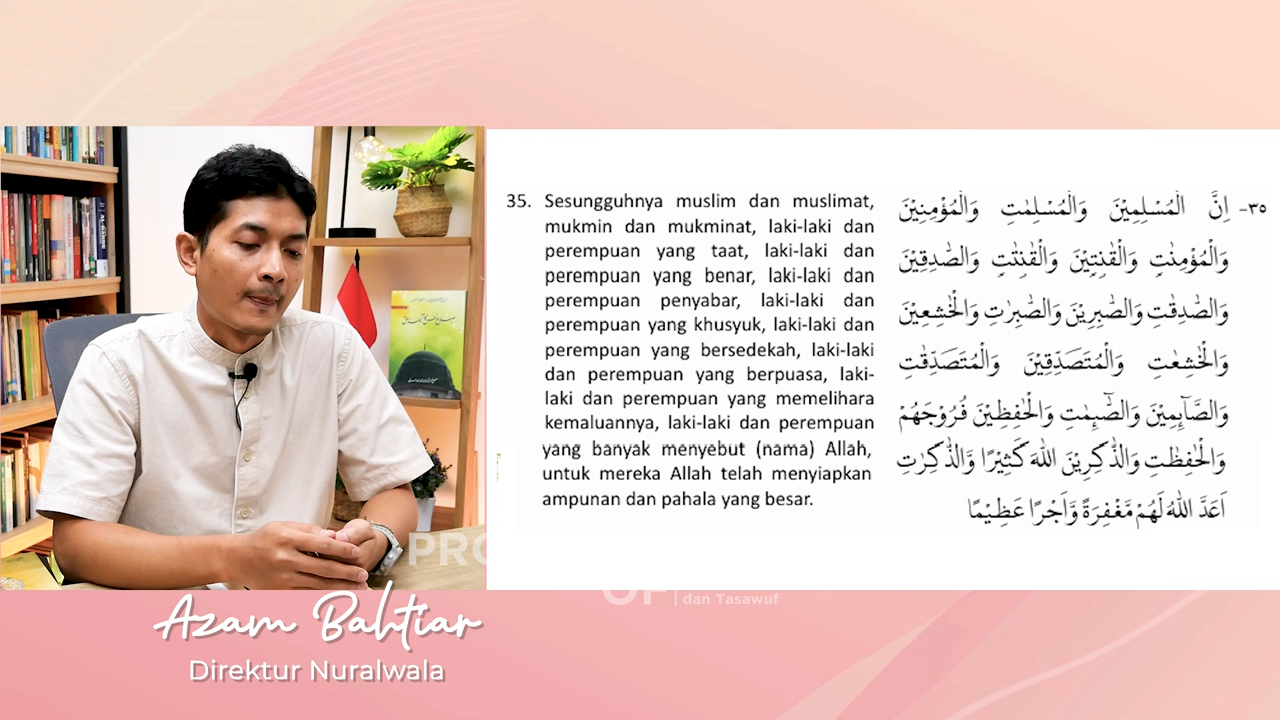 35. Sesungguhnya muslim dan muslimat,
mukmin dan mukminat, laki-laki dan
perempuan yang taat, laki-laki dan
perempuan yang benar, laki-laki dan
perempuan penyabar, laki-laki dan
perempuan yang khusyuk, laki-laki dan
perempuan yang bersedekah, laki-laki
dan perempuan yang berpuasa, laki-
laki dan perempuan yang memelihara
kemaluannya, laki-laki dan perempuan
yang banyak menyebut (nama) Allah,
untuk mereka Allah telah menyiapkan
ampunan dan pahala yang besar.
٣٥- اِنَّ الْمُسْلِمِيْنَ وَالْمُسْلِمٰتِ وَالْمُؤْمِنِيْنَ
وَالْمُؤْمِنٰتِ وَالْقٰنِتِيْنَ وَالْقٰنِتٰتِ وَالصّٰدِقِيْنَ
وَالصّٰدِقٰتِ وَالصّٰبِرِيْنَ وَالصّٰبِرٰتِ وَالْخٰشِعِيْنَ
وَالْخٰشِعٰتِ وَالْمُتَصَدِّقِيْنَ وَالْمُتَصَدِّقٰتِ
وَالصَّاۤىِٕمِيْنَ وَالصّٰۤىِٕمٰتِ وَالْحٰفِظِيْنَ فُرُوْجَهُمْ
وَالْحٰفِظٰتِ وَالذّٰكِرِيْنَ اللّٰهَ كَثِيْرًا وَّالذّٰكِرٰتِ
اَعَدَّ اللّٰهُ لَهُمْ مَّغْفِرَةً وَّاَجْرًا عَظِيْمًا
PRO
OF
dan Tasawuf
Azam Bahtiar
Direktur Nuralwala